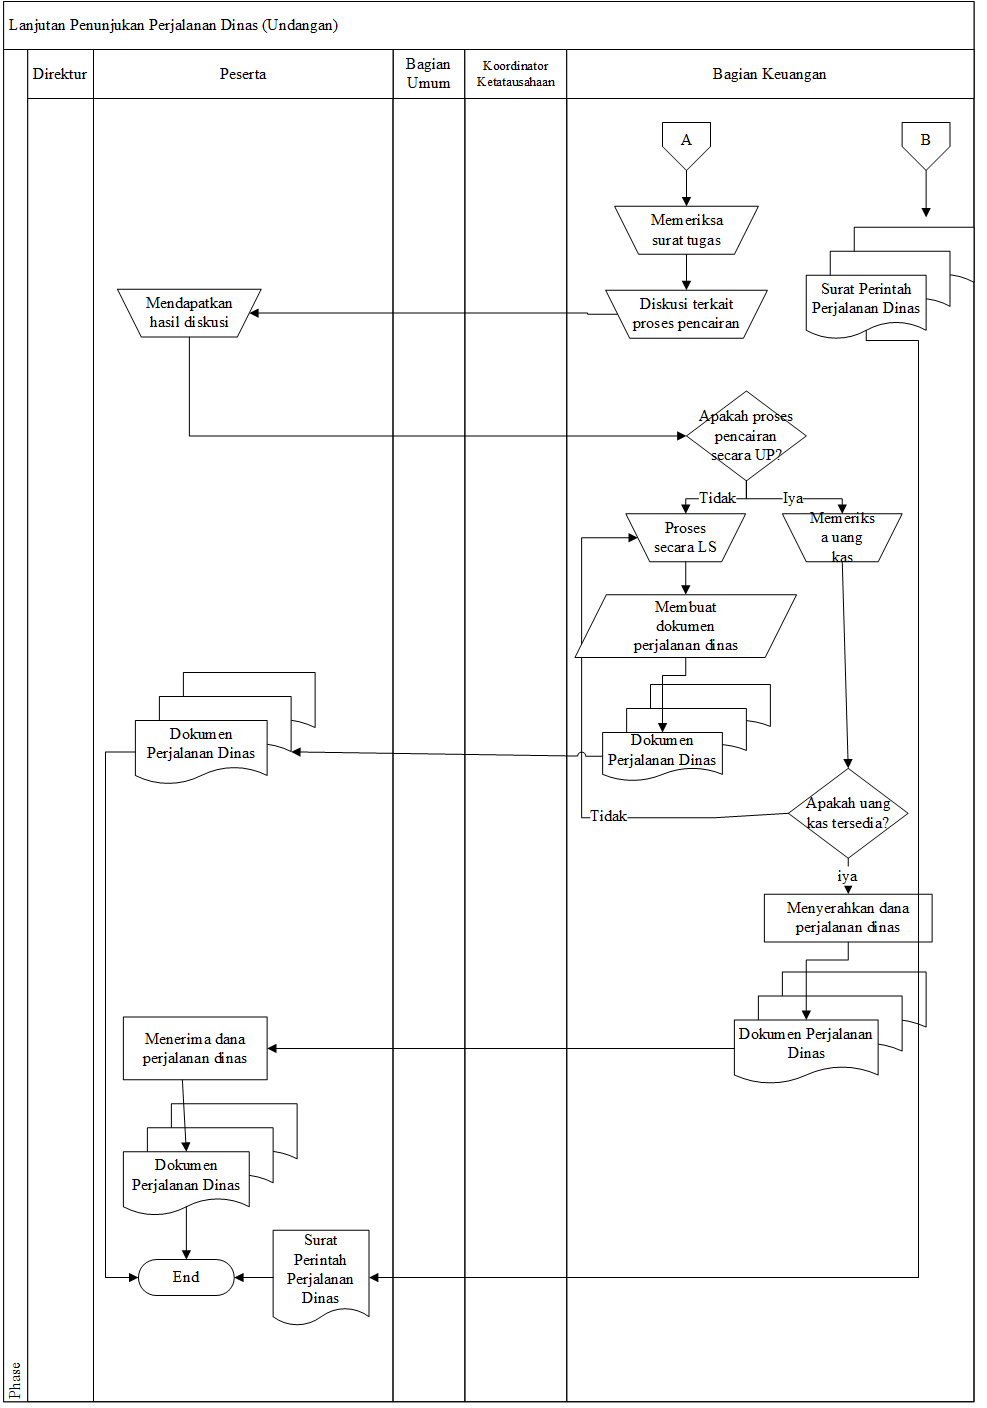 Lanjutan Penunjukan Perjalanan Dinas (Undangan)
Direktur
Peserta
Bagian
Umum
Koordinator
Ketatausahaan
Bagian Keuangan
A
B
Memeriksa
surat tugas
Mendapatkan
hasil diskusi
Diskusi terkait
proses pencairan
Surat Perintah
Perjalanan Dinas
Apakah proses
pencairan
secara UP?
Tidak
Iya
Proses
secara LS
Memeriks
a uang
kas
Membuat
dokumen
perjalanan dinas
Dokumen
Perjalanan Dinas
Dokumen
Perjalanan Dinas
Apakah uang
kas tersedia?
Tidak
iya
Menyerahkan dana
perjalanan dinas
Menerima dana
perjalanan dinas
Dokumen Perjalanan
Dinas
Dokumen
Perjalanan Dinas
End
Surat
Perintah
Perjalanan
Dinas
Phase